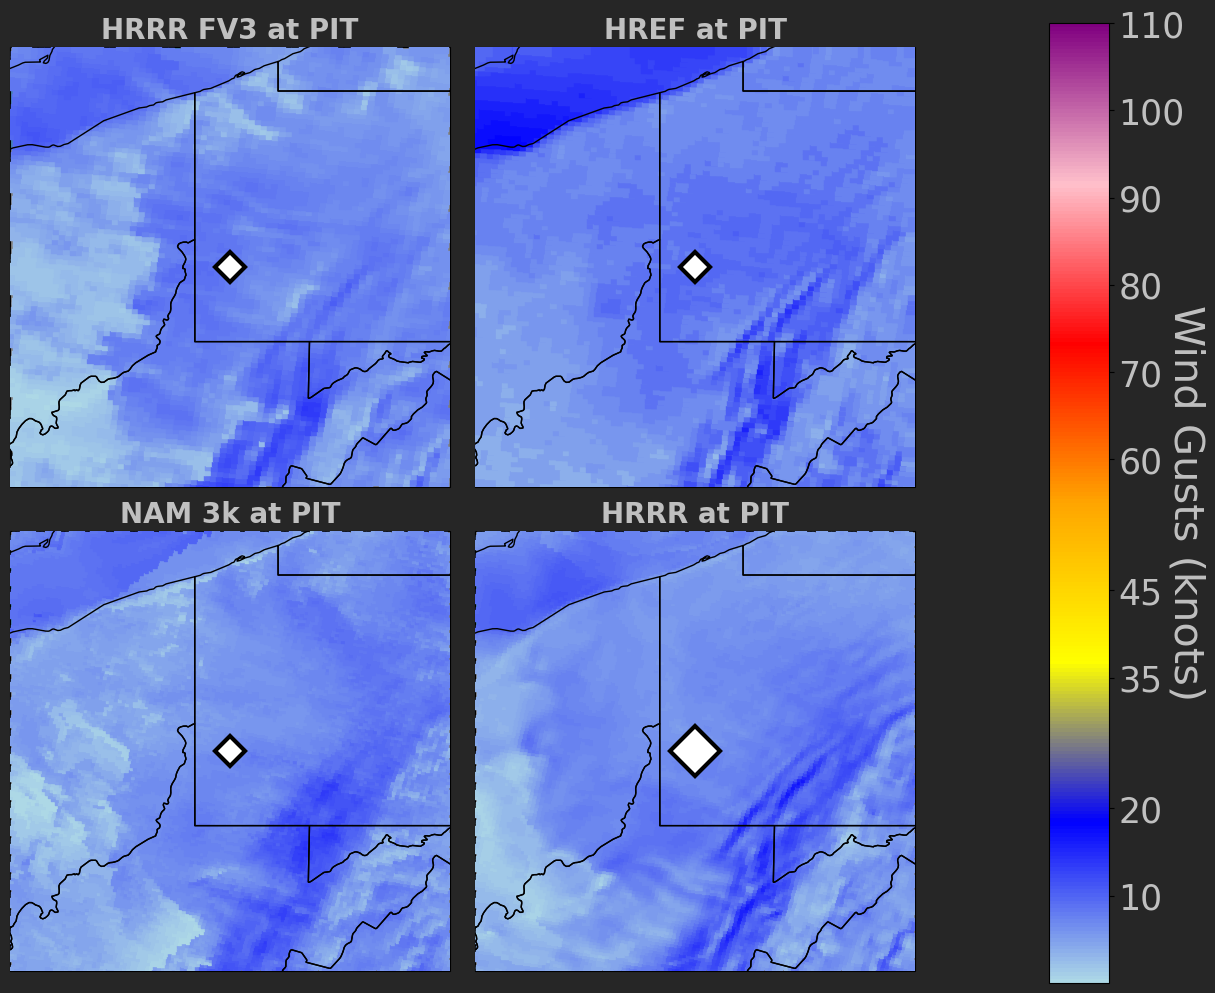 HRRR FV3 at PIT
HREF at PIT
NAM 3k at PIT
HRRR at PIT
110
100
90
80
70
60
45
35
20
10
Wind Gusts (knots)